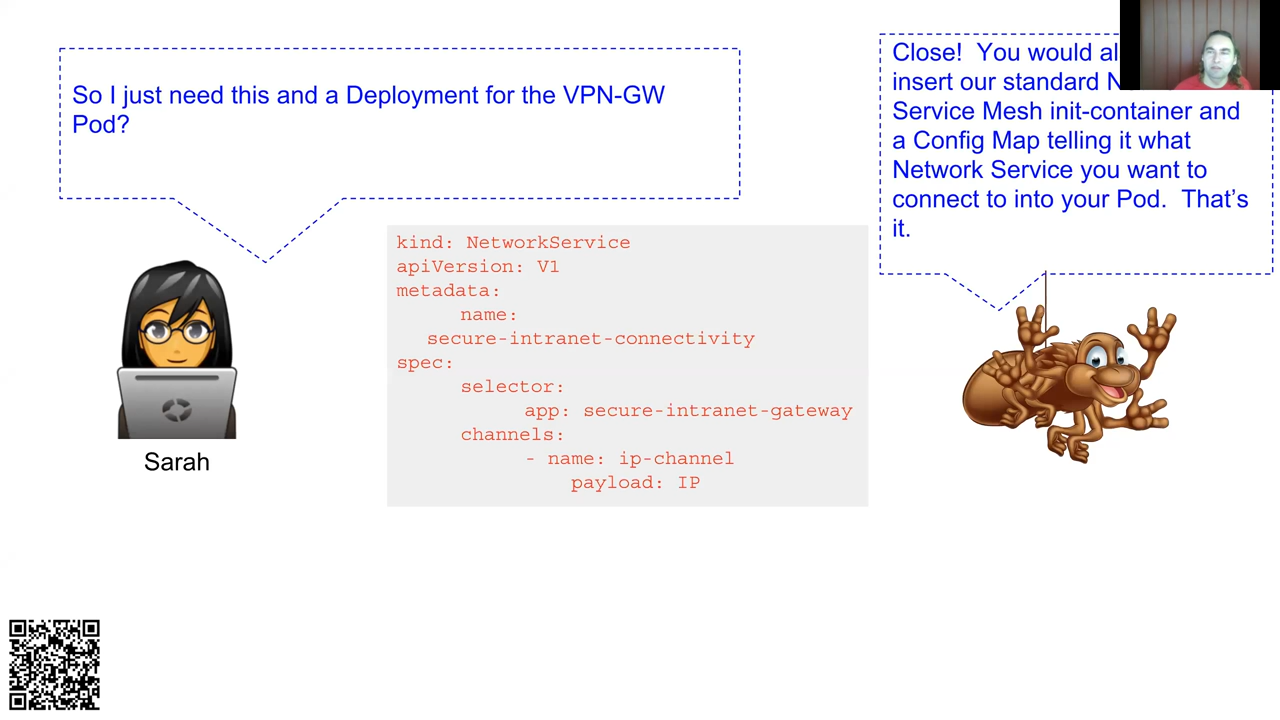 So I just need this and a Deployment for the VPN-GW
Pod?
Close! You would al
insert our standard N
Service Mesh init-container and
a Config Map telling it what
Network Service you want to
connect to into your Pod. That’s
it.
kind: NetworkService
apiVersion: V1
metadata:
name:
secure-intranet-connectivity
spec:
selector:
app: secure-intranet-gateway
channels:
- name: ip-channel
payload: IP
Sarah